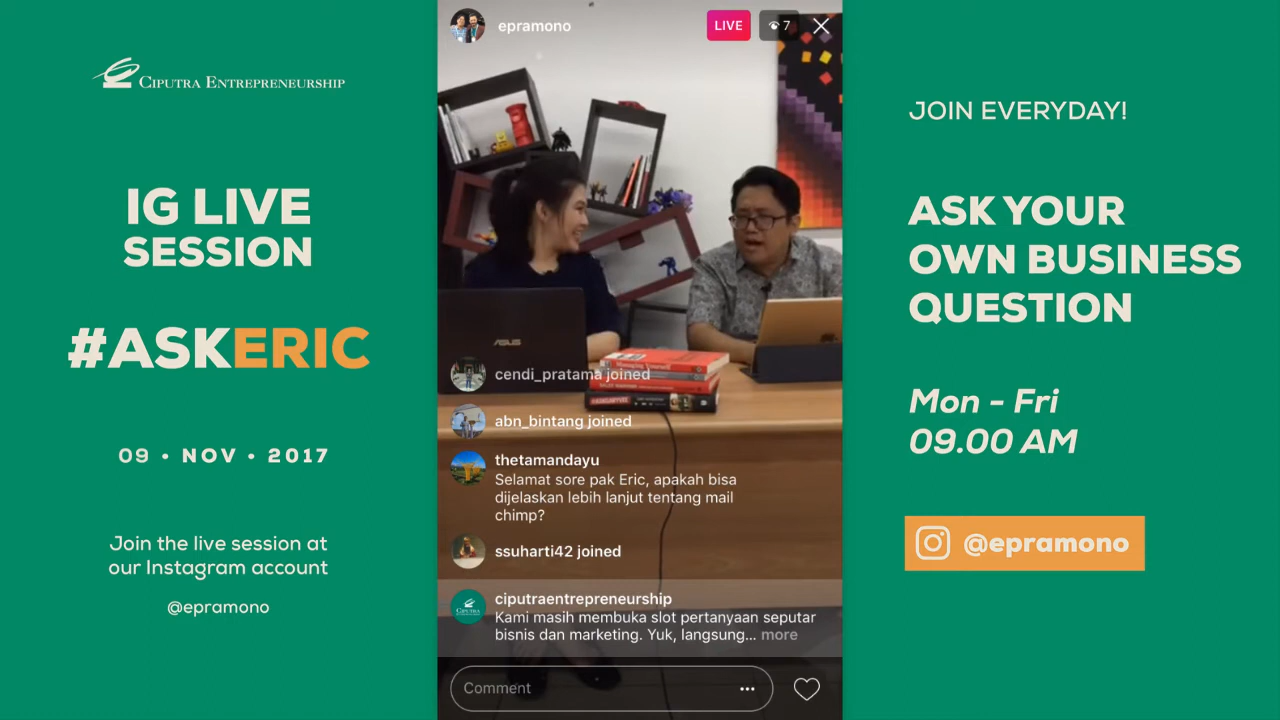 CIPUTRA ENTREPRENEURSHIP
IG LIVE
SESSION
#ASKERIC
09 • NOV • 2017
Join the live session at
our Instagram account
@epramono
epramono
LIVE
7
ASUS
cendi_pratama joined
abn_bintang joined
thetamandayu
Selamat sore pak Eric, apakah bisa
dijelaskan lebih lanjut tentang mail
chimp?
ssuharti42 joined
CIPUTRA
ciputraentrepreneurship
Kami masih membuka slot pertanyaan seputar
bisnis dan marketing. Yuk, langsung... more
Comment
JOIN EVERYDAY!
ASK YOUR
OWN BUSINESS
QUESTION
Mon - Fri
09.00 AM
@epramono